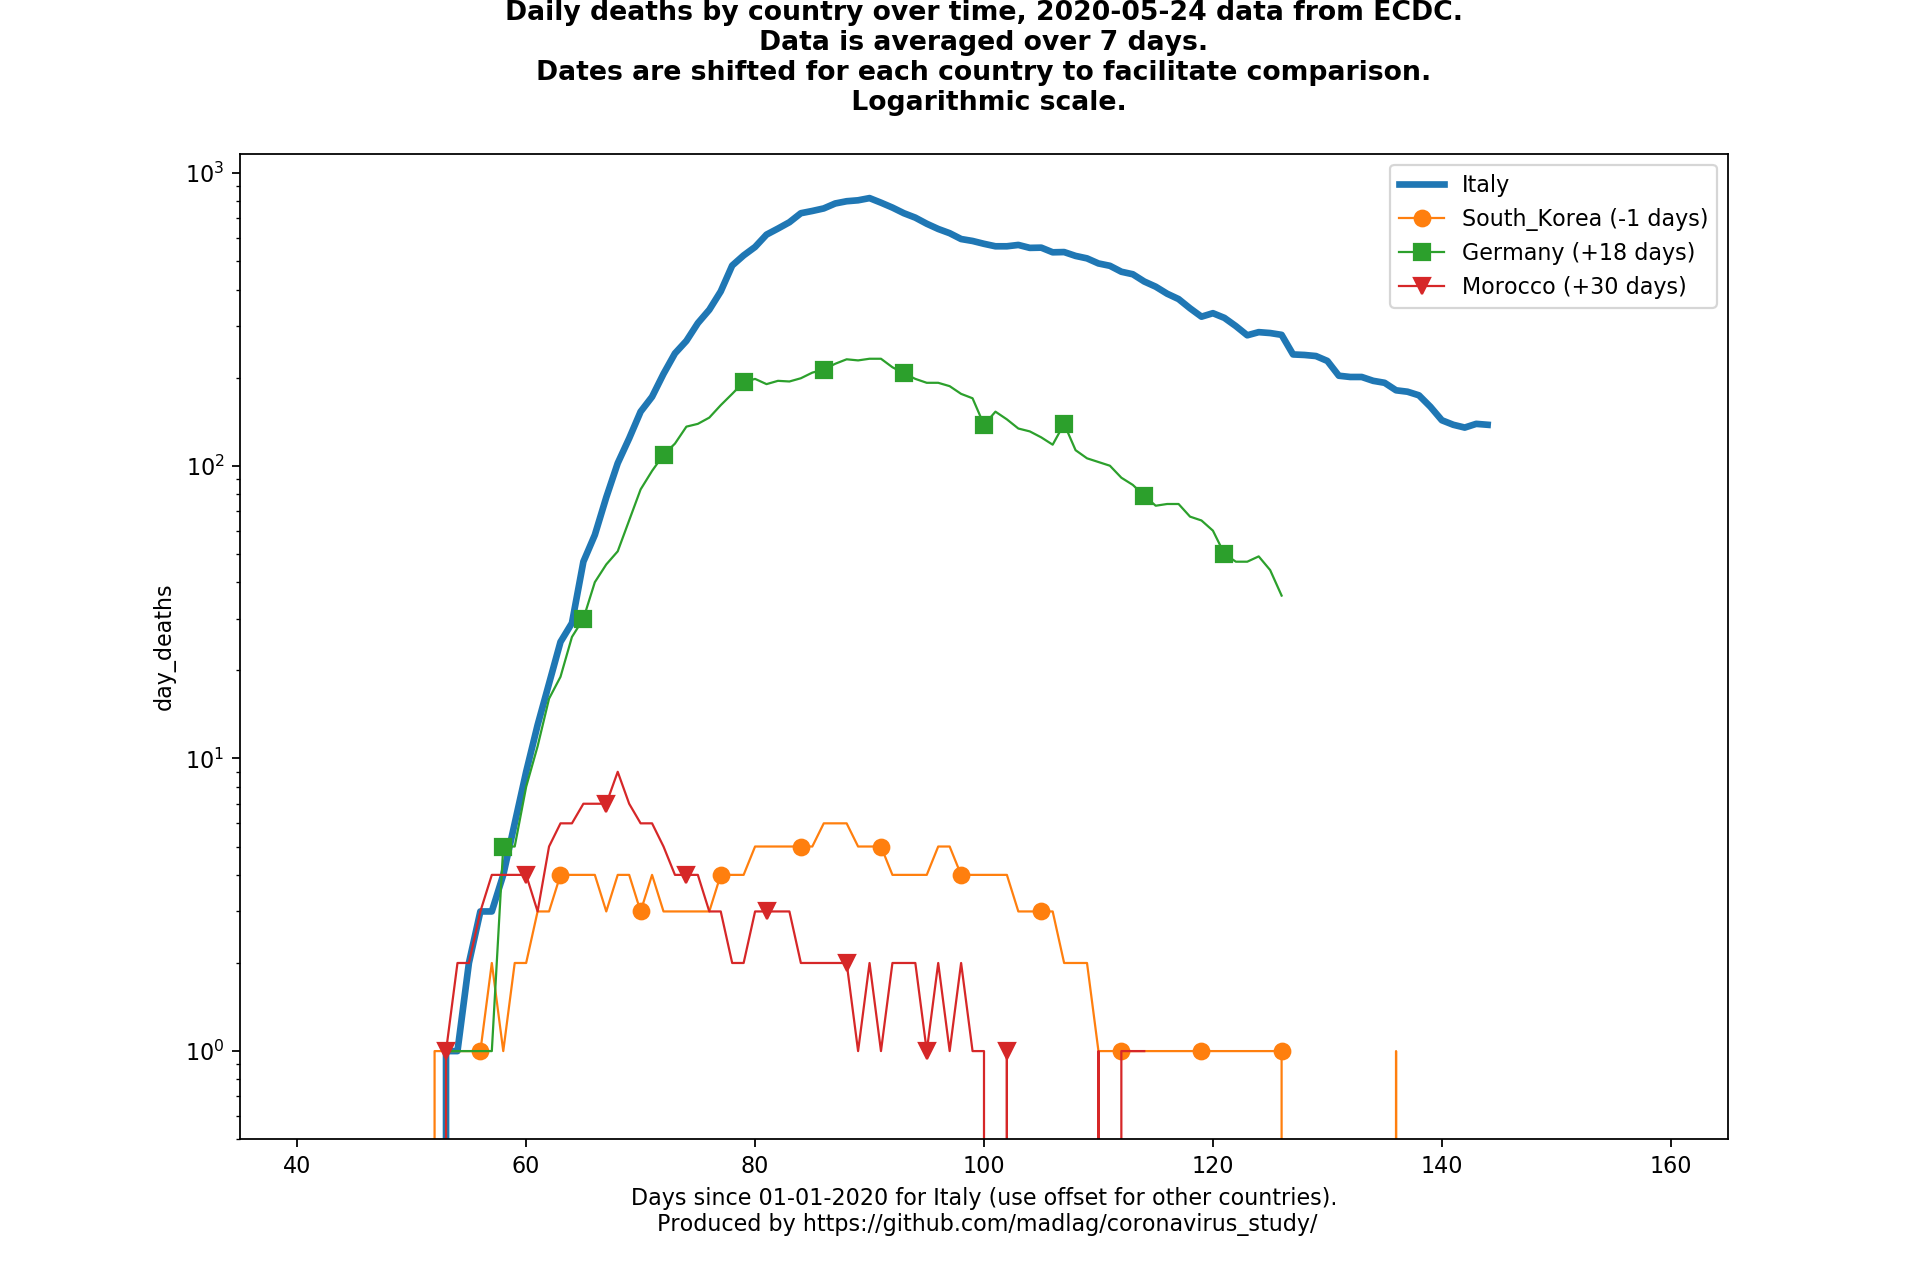 Daily deaths by country over time, 2020-05-24 data from ECDC.
Data is averaged over 7 days.
Dates are shifted for each country to facilitate comparison.
Logarithmic scale.
10³
10²
10¹
10⁰
day_deaths
Italy
South_Korea (-1 days)
Germany (+18 days)
Morocco (+30 days)
40 60 80 100 120 140 160
Days since 01-01-2020 for Italy (use offset for other countries).
Produced by https://github.com/madlag/coronavirus_study/